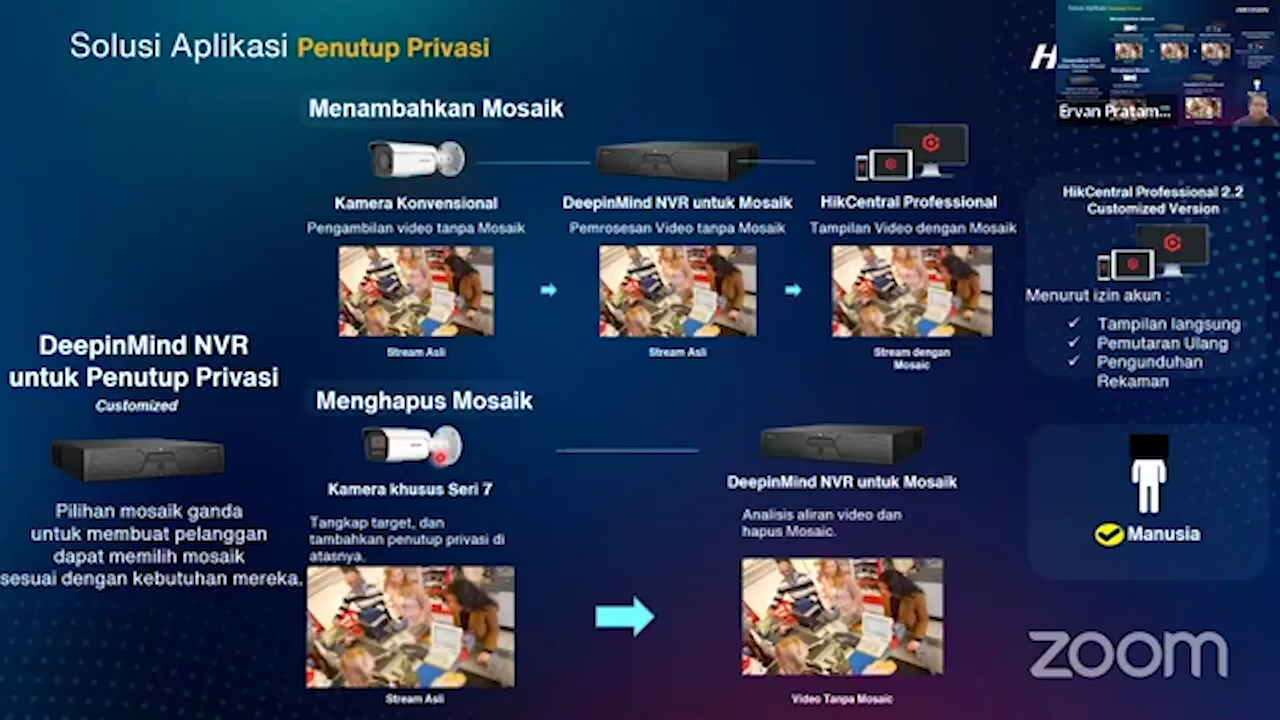 Solusi Aplikasi Penutup Privasi
H
Ervan Pratam...
Menambahkan Mosaik
Kamera Konvensional
Pengambilan video tanpa Mosaik
Stream Asli
DeepinMind NVR untuk Mosaik
Pemrosesan Video tanpa Mosaik
Stream Asli
HikCentral Professional
Tampilan Video dengan Mosaik
Stream dengan
Mosaic
HikCentral Professional 2.2
Customized Version
Menurut izin akun :
✓ Tampilan langsung
✓ Pemutaran Ulang
✓ Pengunduhan
Rekaman
DeepinMind NVR
untuk Penutup Privasi
Customized
Pilihan mosaik ganda
untuk membuat pelanggan
dapat memilih mosaik
sesuai dengan kebutuhan mereka.
Menghapus Mosaik
Kamera khusus Seri 7
Tangkap target, dan
tambahkan penutup privasi di
atasnya.
Stream Asli
DeepinMind NVR untuk Mosaik
Analisis aliran video dan
hapus Mosaic.
Video Tanpa Mosaic
Manusia
zoom